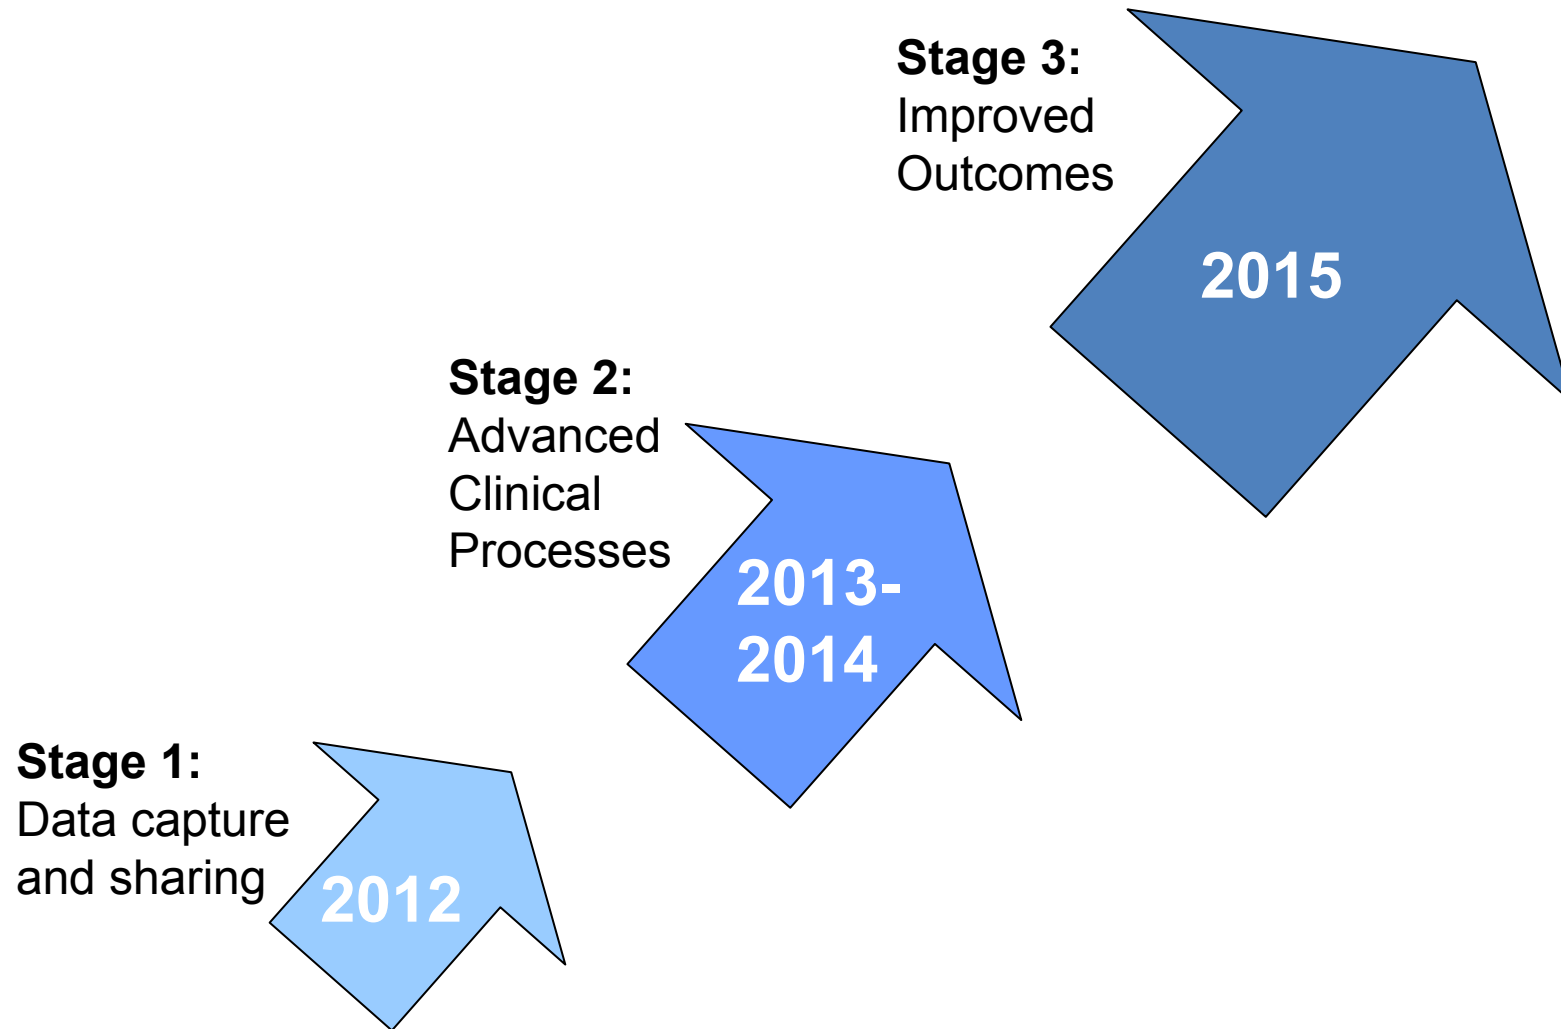 Stage 1:
Data capture
and sharing
2012
Stage 2:
Advanced
Clinical
Processes
2013-
2014
Stage 3:
Improved
Outcomes
2015